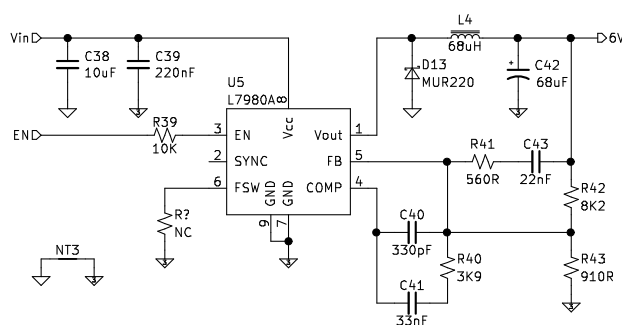 Vin
C38
10uF
C39
220nF
U5
L7980A
8
Vcc
L4
68uH
6V
D13
MUR220
C42
68uF
EN
R39
10K
3
EN
Vout
1
2
SYNC
FB
5
6
FSW
COMP
4
GND
GND
9
7
R41
560R
C43
22nF
R42
8K2
R?
NC
C40
330pF
R40
3K9
R43
910R
NT3
C41
33nF